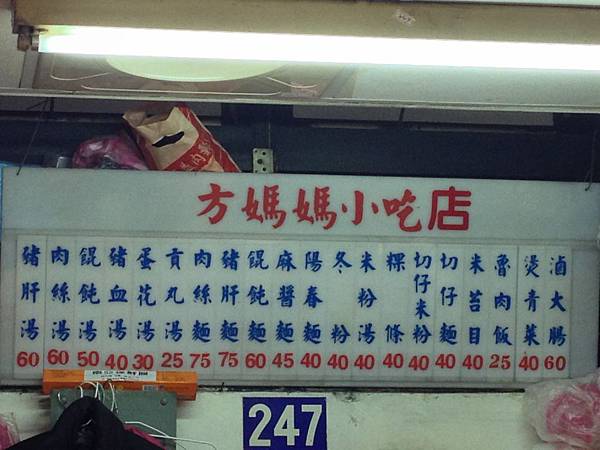 方媽媽小吃店
豬肝湯 60
肉絲湯 60
餛飩湯 50
豬血湯 40
蛋花湯 30
貢丸湯 25
肉絲麵 75
豬肝麵 75
餛飩麵 60
麻醬麵 45
陽春麵 40
冬粉 40
米粉湯 40
粿條 40
切仔米粉 40
切仔麵 40
米苔目 40
魯肉飯 25
燙青菜 40
滷大腸 60
247